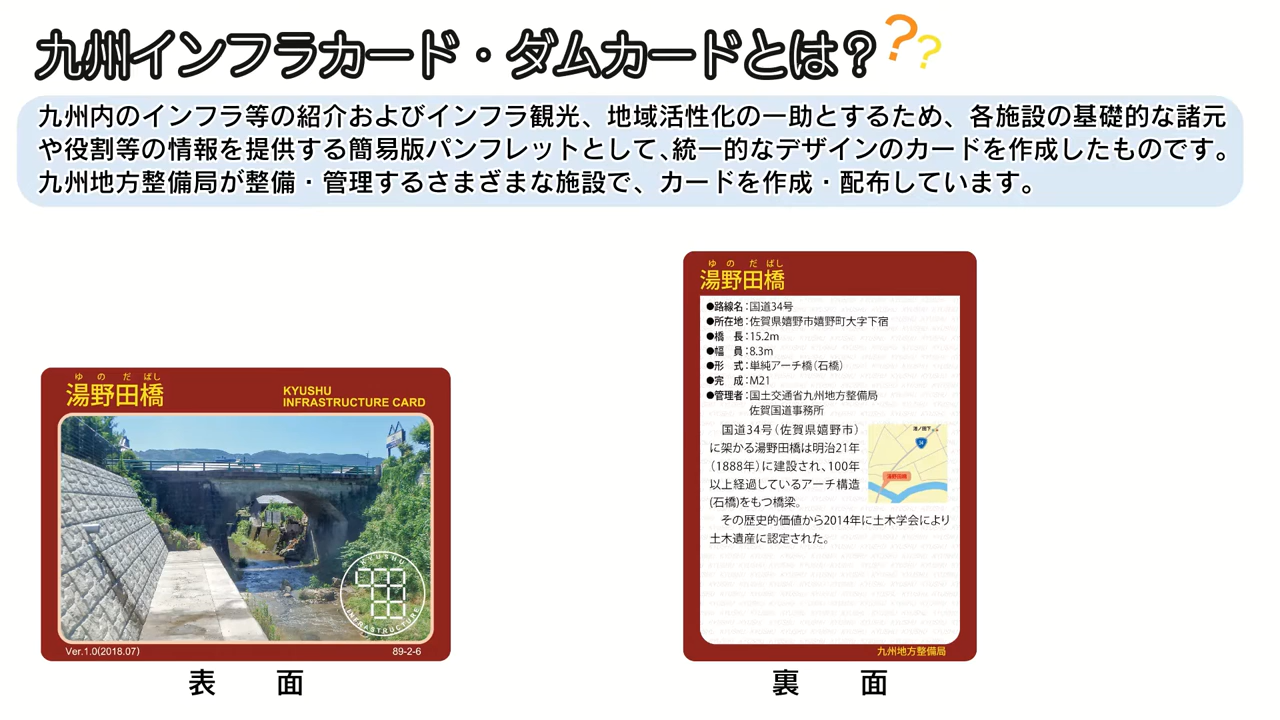 九州インフラカード・ダムカードとは？??
九州内のインフラ等の紹介およびインフラ観光、地域活性化の一助とするため、各施設の基礎的な諸元
や役割等の情報を提供する簡易版パンフレットとして、統一的なデザインのカードを作成したものです。
九州地方整備局が整備・管理するさまざまな施設で、カードを作成・配布しています。
ゆ の だ ばし
湯野田橋
KYUSHU
INFRASTRUCTURE CARD
KYUSHU
INFRASTRUCTURE
Ver.1.0(2018.07)
89-2-6
表 面
ゆ の だ ばし
湯野田橋
●路線名：国道34号
●所在地：佐賀県嬉野市嬉野町大字下宿
●橋 長：15.2m
●幅 員：8.3m
●形 式：単純アーチ橋（石橋）
●完 成：M21
●管理者：国土交通省九州地方整備局
佐賀国道事務所
国道34号（佐賀県嬉野市）
に架かる湯野田橋は明治21年
（1888年）に建設され、100年
以上経過しているアーチ構造
(石橋)をもつ橋梁。
その歴史的価値から2014年に土木学会により
土木遺産に認定された。
34
湯野田橋
九州地方整備局
裏 面